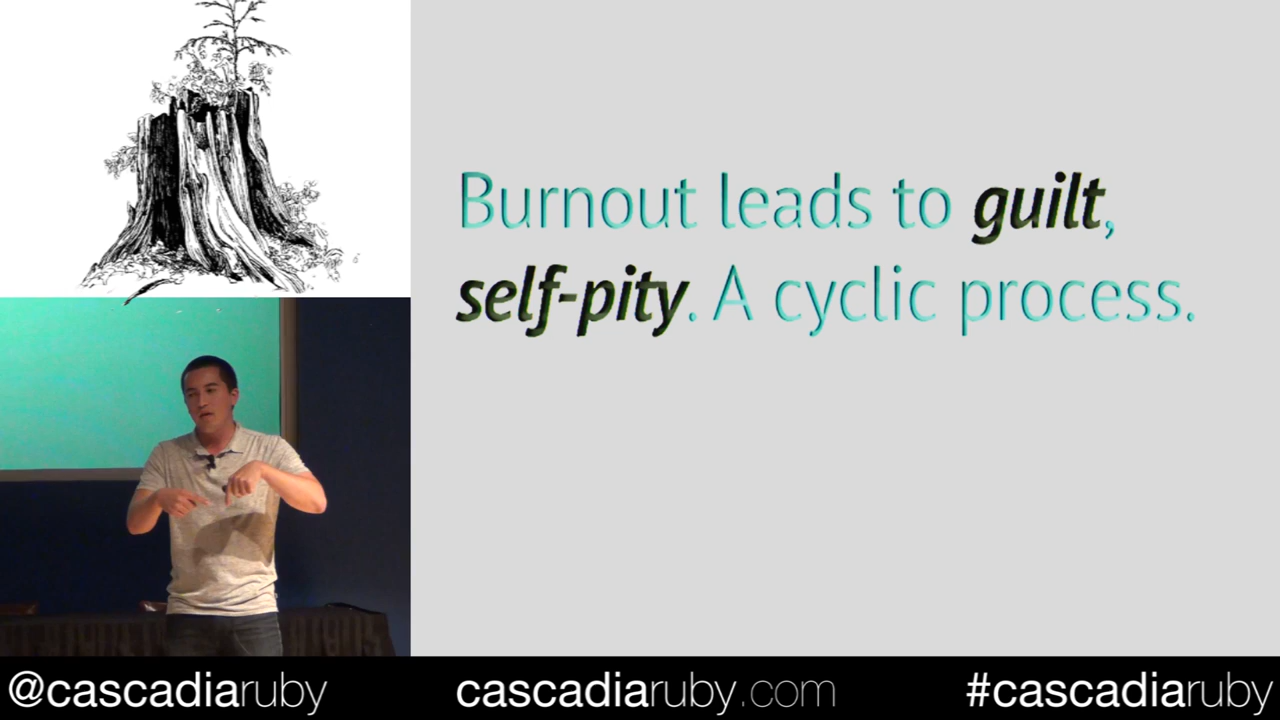 Burnout leads to guilt,
self-pity. A cyclic process.
@cascadiaruby
cascadiaruby.com
#cascadiaruby